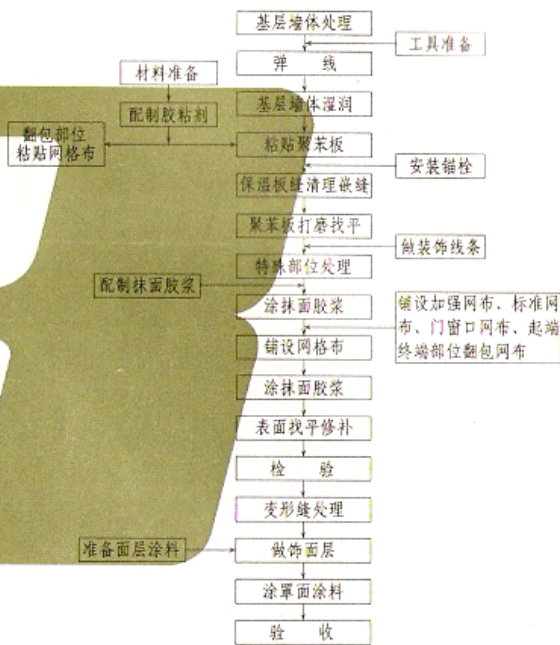 基层墙体处理
工具准备
弹 线
材料准备
配制胶粘剂
基层墙体湿润
翻包部位
粘贴网格布
粘贴聚苯板
安装锚栓
保温板缝清理嵌缝
聚苯板打磨找平
做装饰线条
特殊部位处理
配制抹面胶浆
涂抹面胶浆
铺设加强网布、标准网
布、门窗口网布、起端
终端部位翻包网布
铺设网格布
涂抹面胶浆
表面找平修补
检 验
变形缝处理
准备面层涂料
做饰面层
涂罩面涂料
验 收